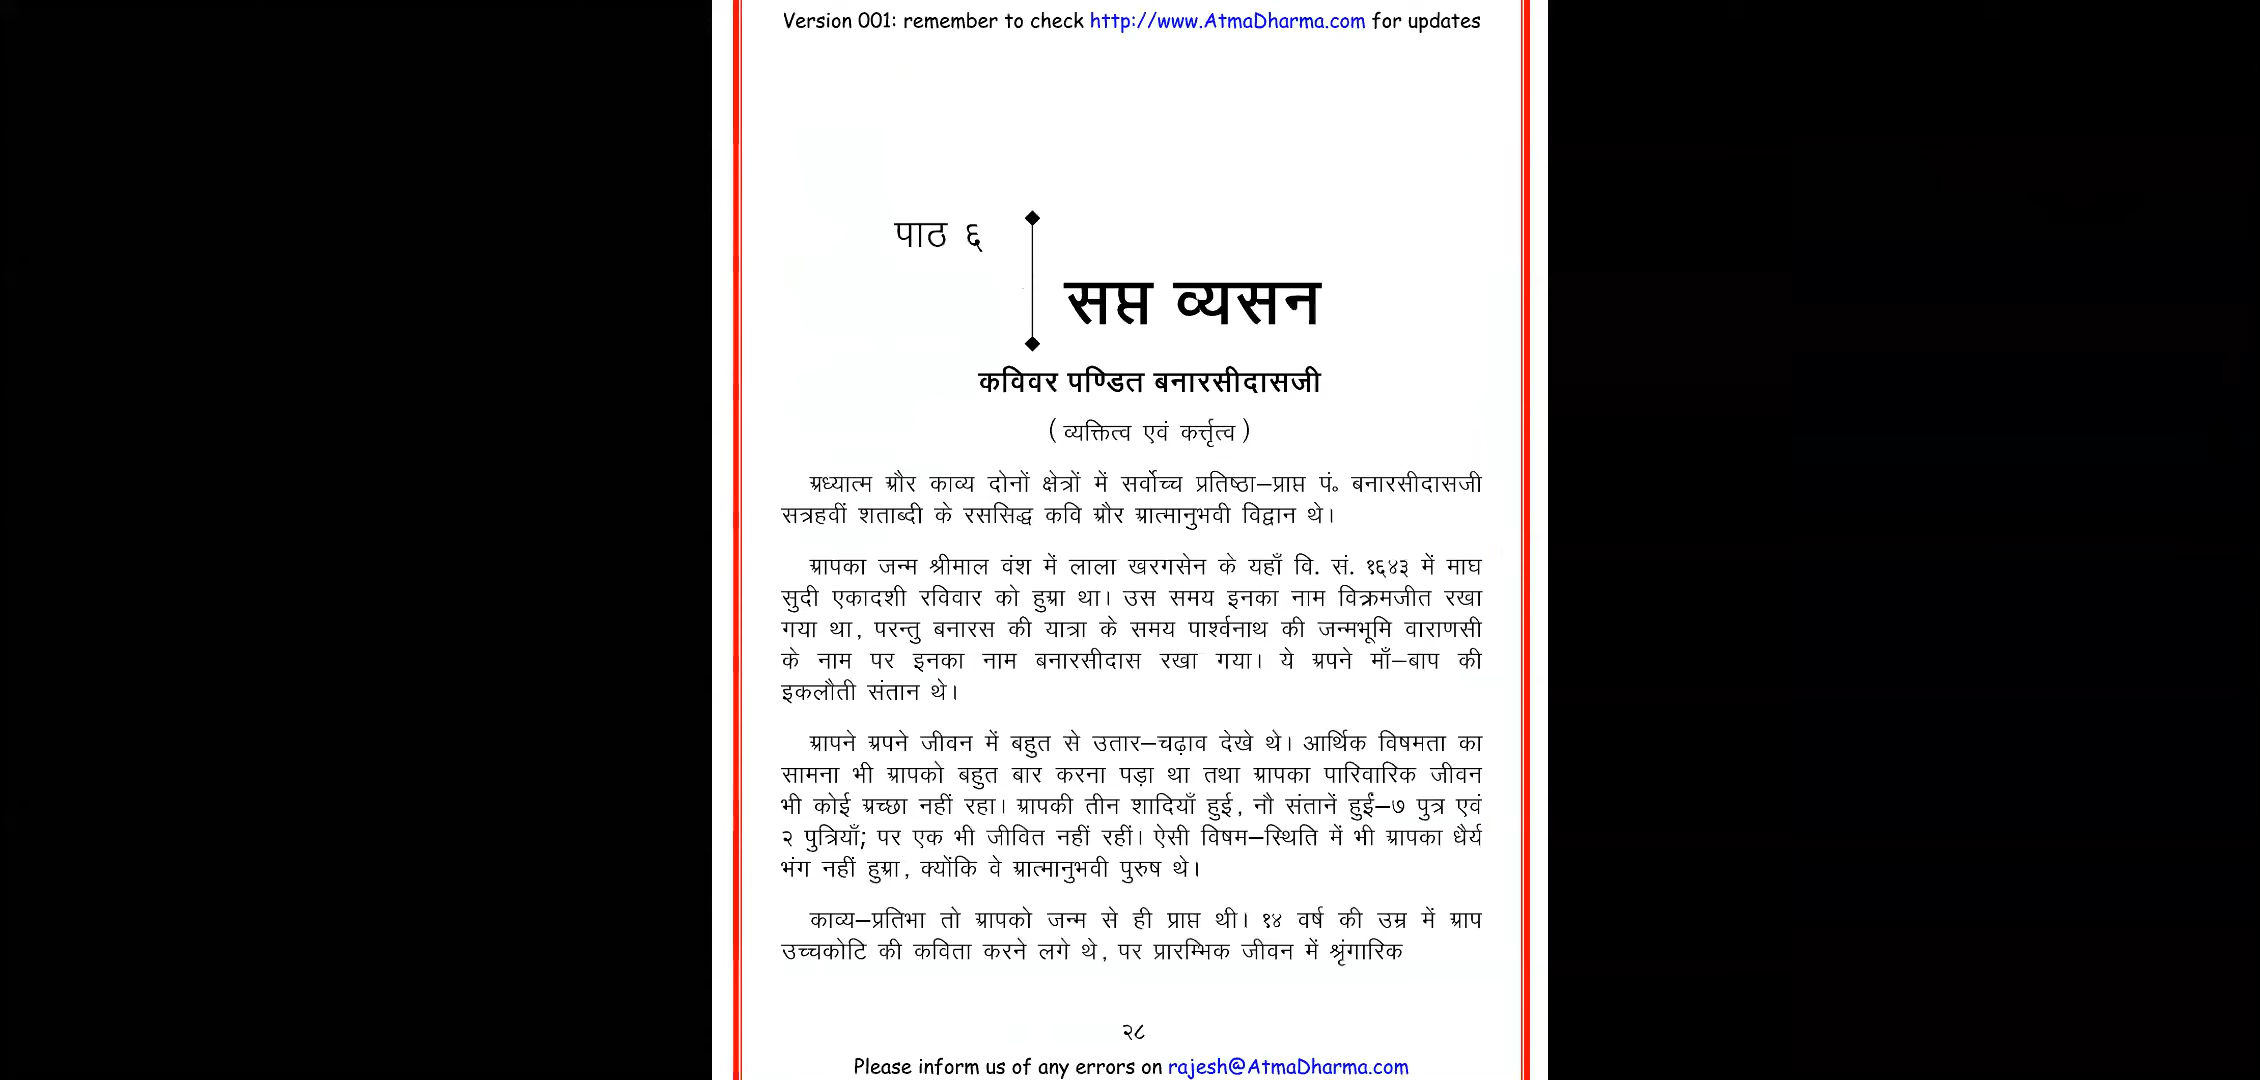 Version 001: remember to check http://www.AtmaDharma.com for updates
पाठ ६
सप्त व्यसन
कविवर पण्डित बनारसीदासजी
(व्यक्तित्व एवं कर्त्तृत्व)
अध्यात्म और काव्य दोनों क्षेत्रों में सर्वोच्च प्रतिष्ठा–प्राप्त पं॰ बनारसीदासजी
सत्रहवीं शताब्दी के रससिद्ध कवि और आत्मानुभवी विद्वान थे।
आपका जन्म श्रीमाल वंश में लाला खरगसेन के यहाँ वि. सं. १६४३ में माघ
सुदी एकादशी रविवार को हुआ था। उस समय इनका नाम विक्रमजीत रखा
गया था, परन्तु बनारस की यात्रा के समय पार्श्वनाथ की जन्मभूमि वाराणसी
के नाम पर इनका नाम बनारसीदास रखा गया। ये अपने माँ–बाप की
इकलौती संतान थे।
आपने अपने जीवन में बहुत से उतार–चढ़ाव देखे थे। आर्थिक विषमता का
सामना भी आपको बहुत बार करना पड़ा था तथा आपका पारिवारिक जीवन
भी कोई अच्छा नहीं रहा। आपकी तीन शादियाँ हुई, नौ संतानें हुईं–७ पुत्र एवं
२ पुत्रियाँ; पर एक भी जीवित नहीं रहीं। ऐसी विषम–स्थिति में भी आपका धैर्य
भंग नहीं हुआ, क्योंकि वे आत्मानुभवी पुरुष थे।
काव्य–प्रतिभा तो आपको जन्म से ही प्राप्त थी। १४ वर्ष की उम्र में आप
उच्चकोटि की कविता करने लगे थे, पर प्रारम्भिक जीवन में श्रृंगारिक
२८
Please inform us of any errors on rajesh@AtmaDharma.com